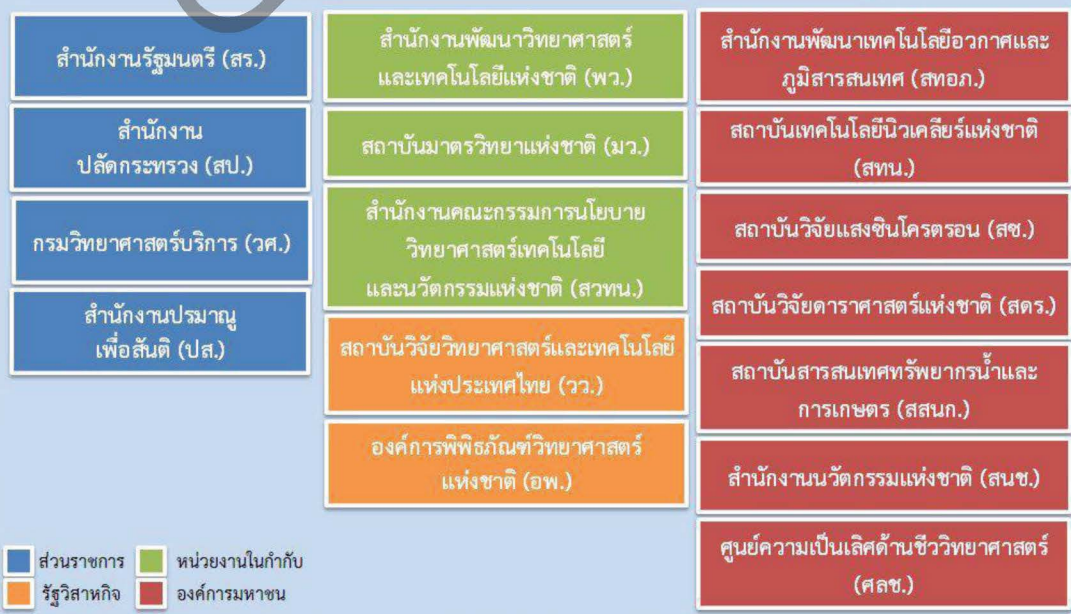 สำนักงานรัฐมนตรี (สร.)
สำนักงาน
ปลัดกระทรวง (สป.)
กรมวิทยาศาสตร์บริการ (วศ.)
สำนักงานปรมาณู
เพื่อสันติ (ปส.)
สำนักงานพัฒนาวิทยาศาสตร์
และเทคโนโลยีแห่งชาติ (พว.)
สถาบันมาตรวิทยาแห่งชาติ (มว.)
สำนักงานคณะกรรมการนโยบาย
วิทยาศาสตร์เทคโนโลยี
และนวัตกรรมแห่งชาติ (สวทน.)
สถาบันวิจัยวิทยาศาสตร์และเทคโนโลยี
แห่งประเทศไทย (วว.)
องค์การพิพิธภัณฑ์วิทยาศาสตร์
แห่งชาติ (อพ.)
สำนักงานพัฒนาเทคโนโลยีอวกาศและ
ภูมิสารสนเทศ (สทอภ.)
สถาบันเทคโนโลยีนิวเคลียร์แห่งชาติ
(สทน.)
สถาบันวิจัยแสงซินโครตรอน (สซ.)
สถาบันวิจัยดาราศาสตร์แห่งชาติ (สดร.)
สถาบันสารสนเทศทรัพยากรน้ำและ
การเกษตร (สสนก.)
สำนักงานนวัตกรรมแห่งชาติ (สนช.)
ศูนย์ความเป็นเลิศด้านชีววิทยาศาสตร์
(ศลช.)
ส่วนราชการ
หน่วยงานในกำกับ
รัฐวิสาหกิจ
องค์การมหาชน